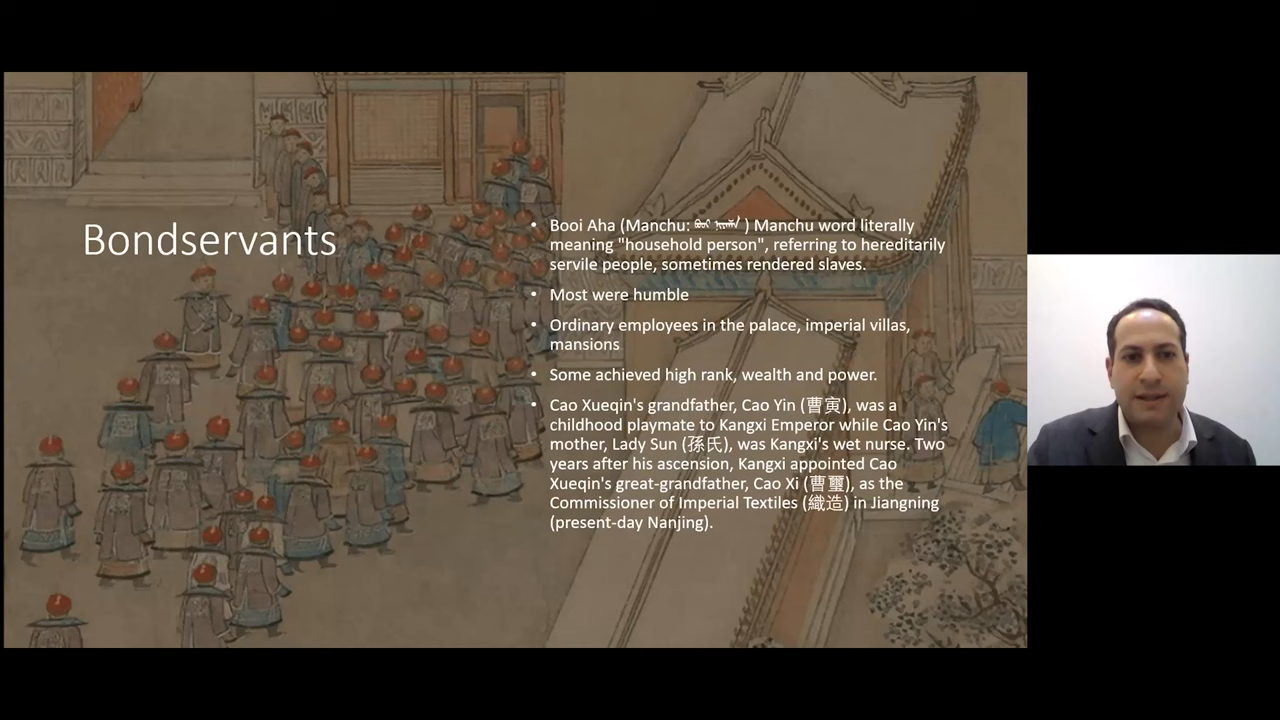 Bondservants
• Booi Aha (Manchu: ᠪᠣᠣᡳ ᠠᡥᠠ ) Manchu word literally
meaning "household person", referring to hereditarily
servile people, sometimes rendered slaves.
• Most were humble
• Ordinary employees in the palace, imperial villas,
mansions
• Some achieved high rank, wealth and power.
• Cao Xueqin's grandfather, Cao Yin (曹寅), was a
childhood playmate to Kangxi Emperor while Cao Yin's
mother, Lady Sun (孫氏), was Kangxi's wet nurse. Two
years after his ascension, Kangxi appointed Cao
Xueqin's great-grandfather, Cao Xi (曹璽), as the
Commissioner of Imperial Textiles (織造) in Jiangning
(present-day Nanjing).